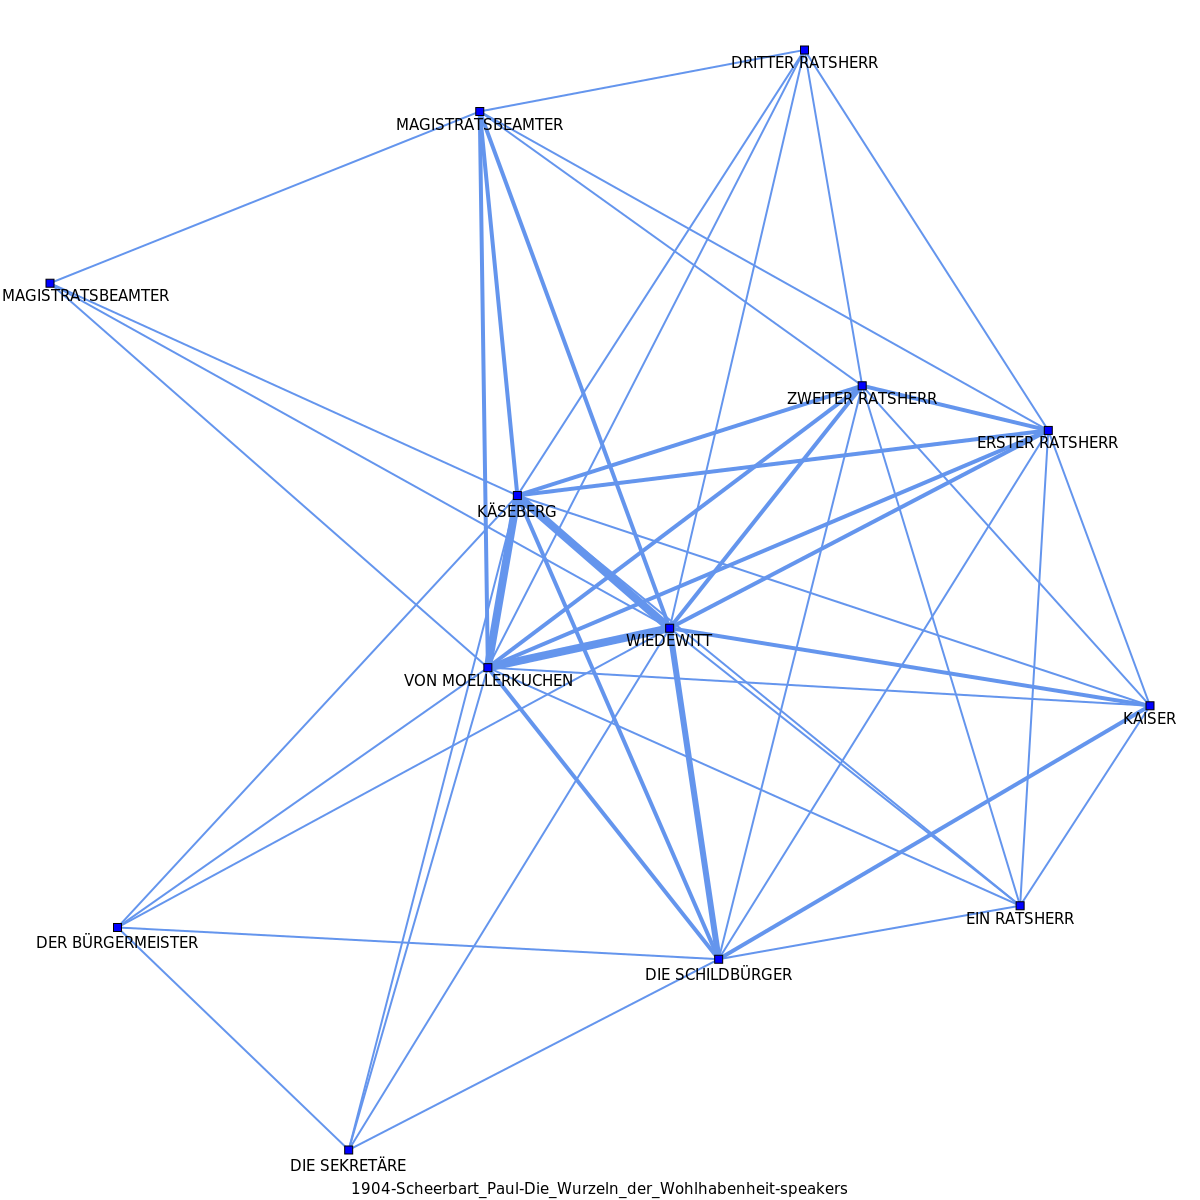 DRITTER RATSHERR
MAGISTRATSBEAMTER
MAGISTRATSBEAMTER
ZWEITER RATSHERR
ERSTER RATSHERR
KÄSEBERG
WIEDEWITT
VON MOELLERKUCHEN
KAISER
EIN RATSHERR
DER BÜRGERMEISTER
DIE SCHILDBÜRGER
DIE SEKRETÄRE
1904-Scheerbart_Paul-Die_Wurzeln_der_Wohlhabenheit-speakers